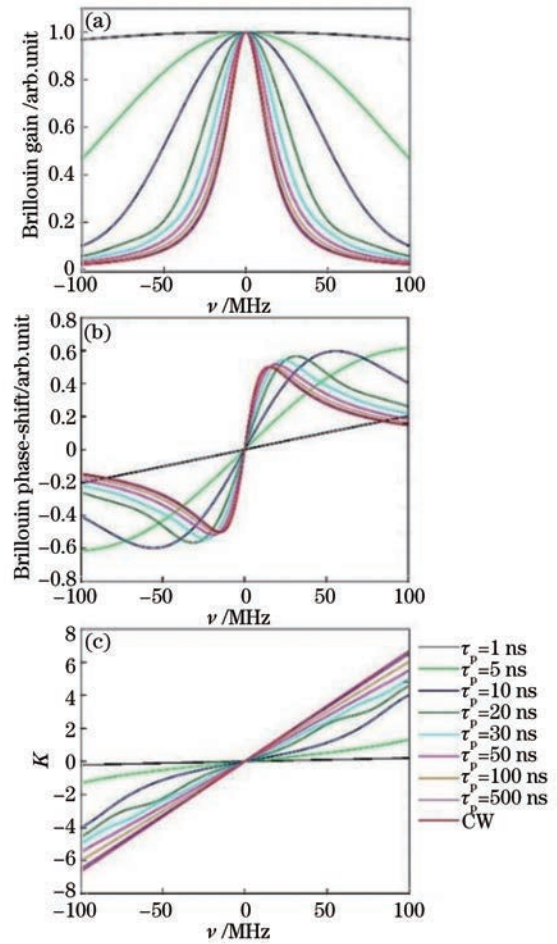 (a)
Brillouin gain /arb.unit
1.0
0.8
0.6
0.4
0.2
0
−100
−50
0
50
100
ν /MHz
(b)
Brillouin phase-shift/arb.unit
0.8
0.6
0.4
0.2
0
−0.2
−0.4
−0.6
−0.8
−100
−50
0
50
100
ν /MHz
(c)
K
8
6
4
2
0
−2
−4
−6
−8
−100
−50
0
50
100
ν /MHz
τp=1 ns
τp=5 ns
τp=10 ns
τp=20 ns
τp=30 ns
τp=50 ns
τp=100 ns
τp=500 ns
CW